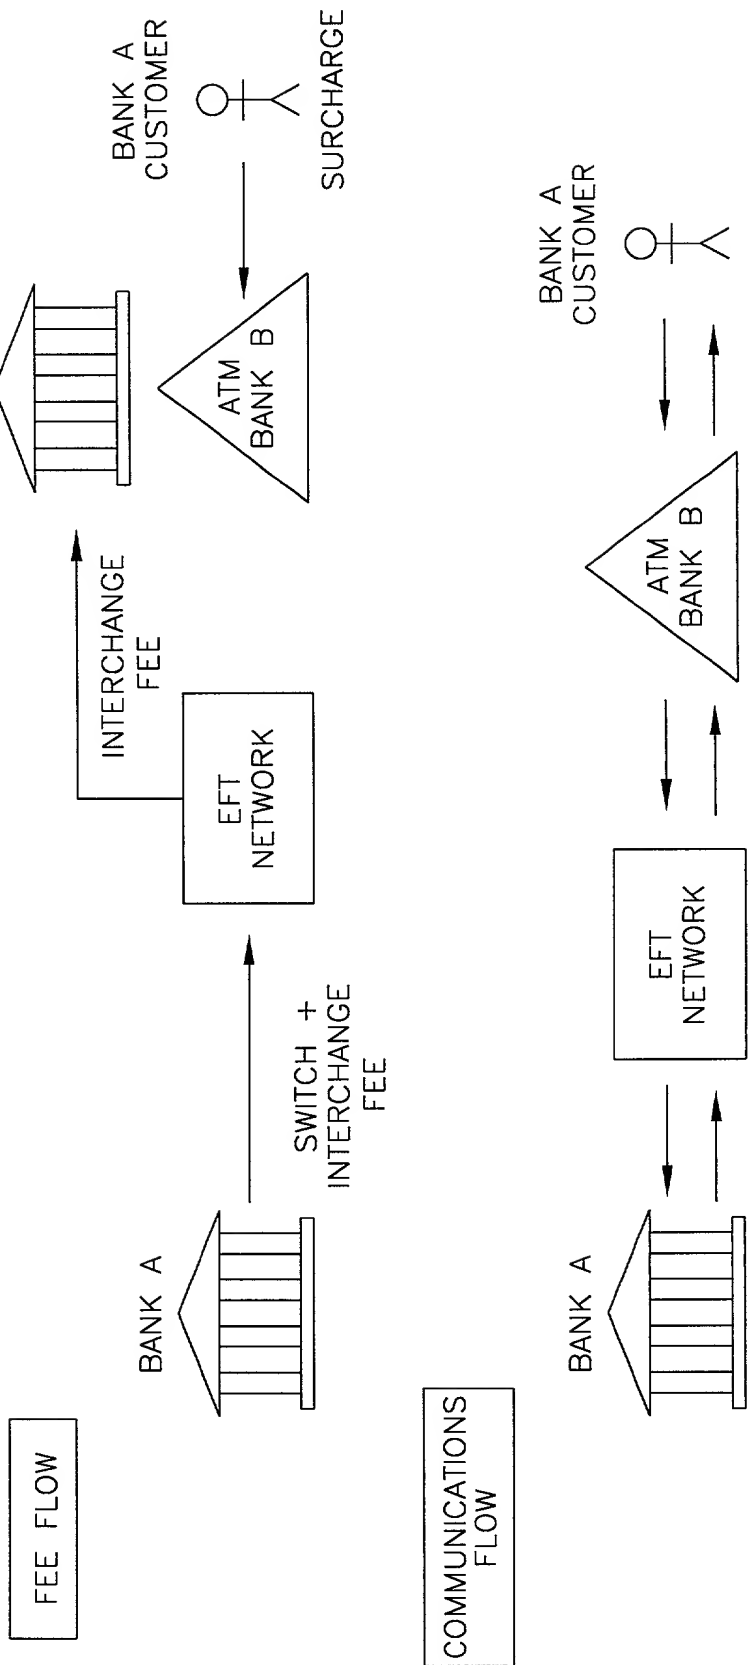 FEE FLOW
BANK A
SWITCH +
INTERCHANGE
FEE
EFT
NETWORK
INTERCHANGE
FEE
ATM
BANK B
BANK A
CUSTOMER
SURCHARGE
COMMUNICATIONS
FLOW
BANK A
EFT
NETWORK
ATM
BANK B
BANK A
CUSTOMER